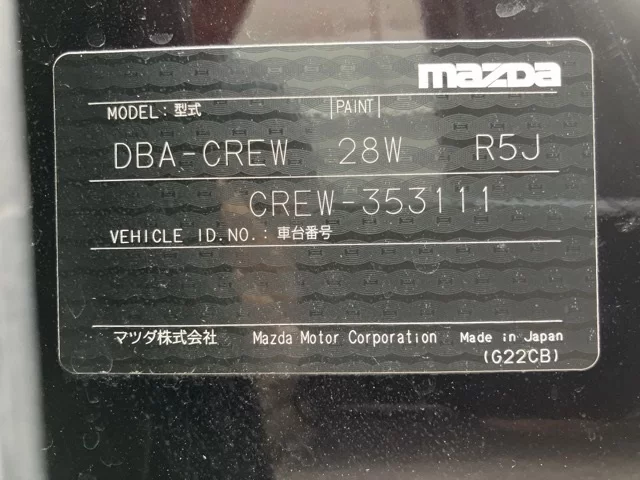 mazda
MODEL: 型式 |PAINT|
DBA-CREW 28W R5J
CREW-353111
VEHICLE ID.NO.: 車台番号
マツダ株式会社 Mazda Motor Corporation Made in Japan
(G22CB)